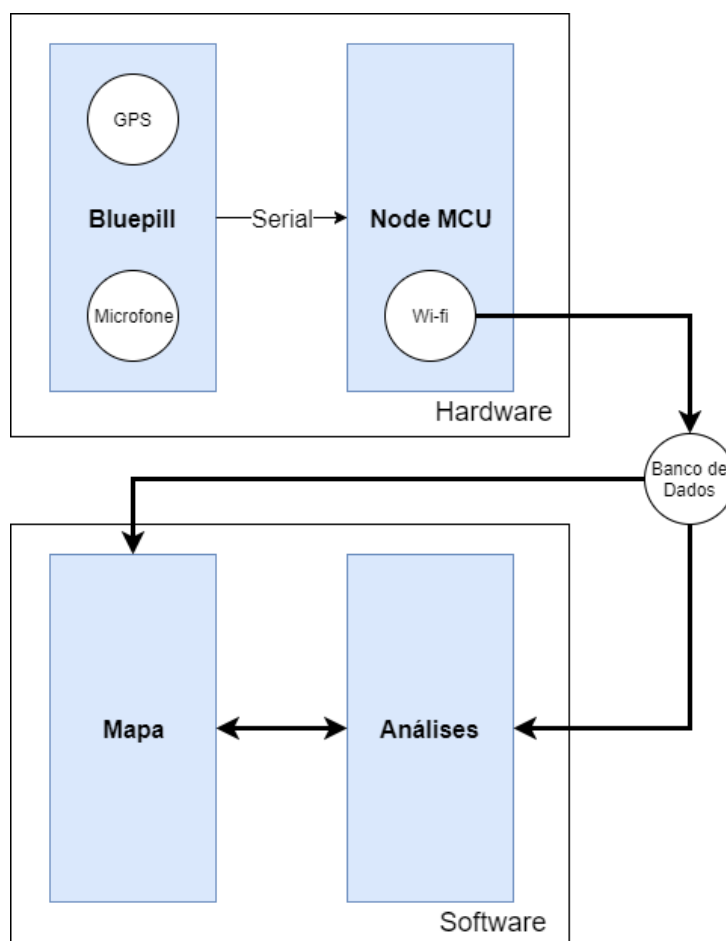 GPS
Bluepill
Serial
Node MCU
Microfone
Wi-fi
Hardware
Banco de
Dados
Mapa
Análises
Software